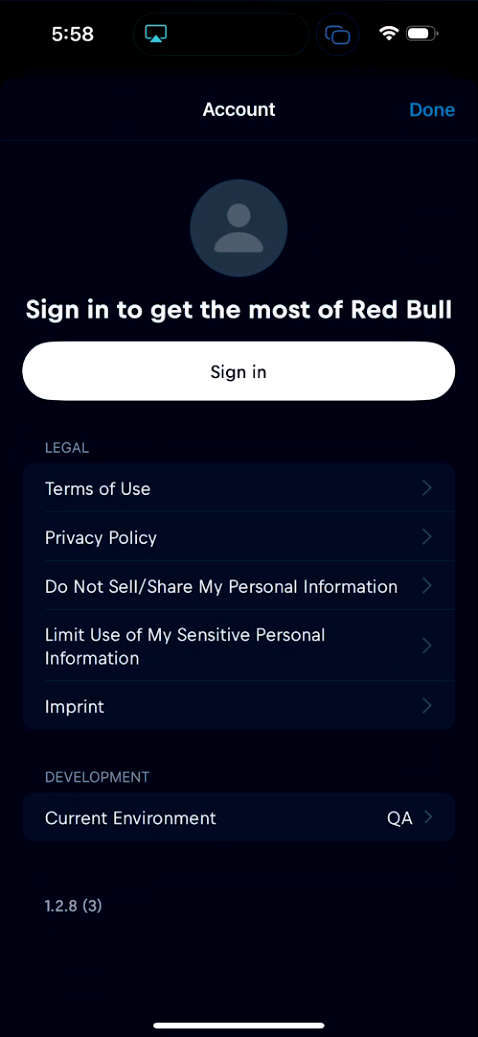 5:58
Account
Done
Sign in to get the most of Red Bull
Sign in
LEGAL
Terms of Use
Privacy Policy
Do Not Sell/Share My Personal Information
Limit Use of My Sensitive Personal
Information
Imprint
DEVELOPMENT
Current Environment
QA
1.2.8 (3)